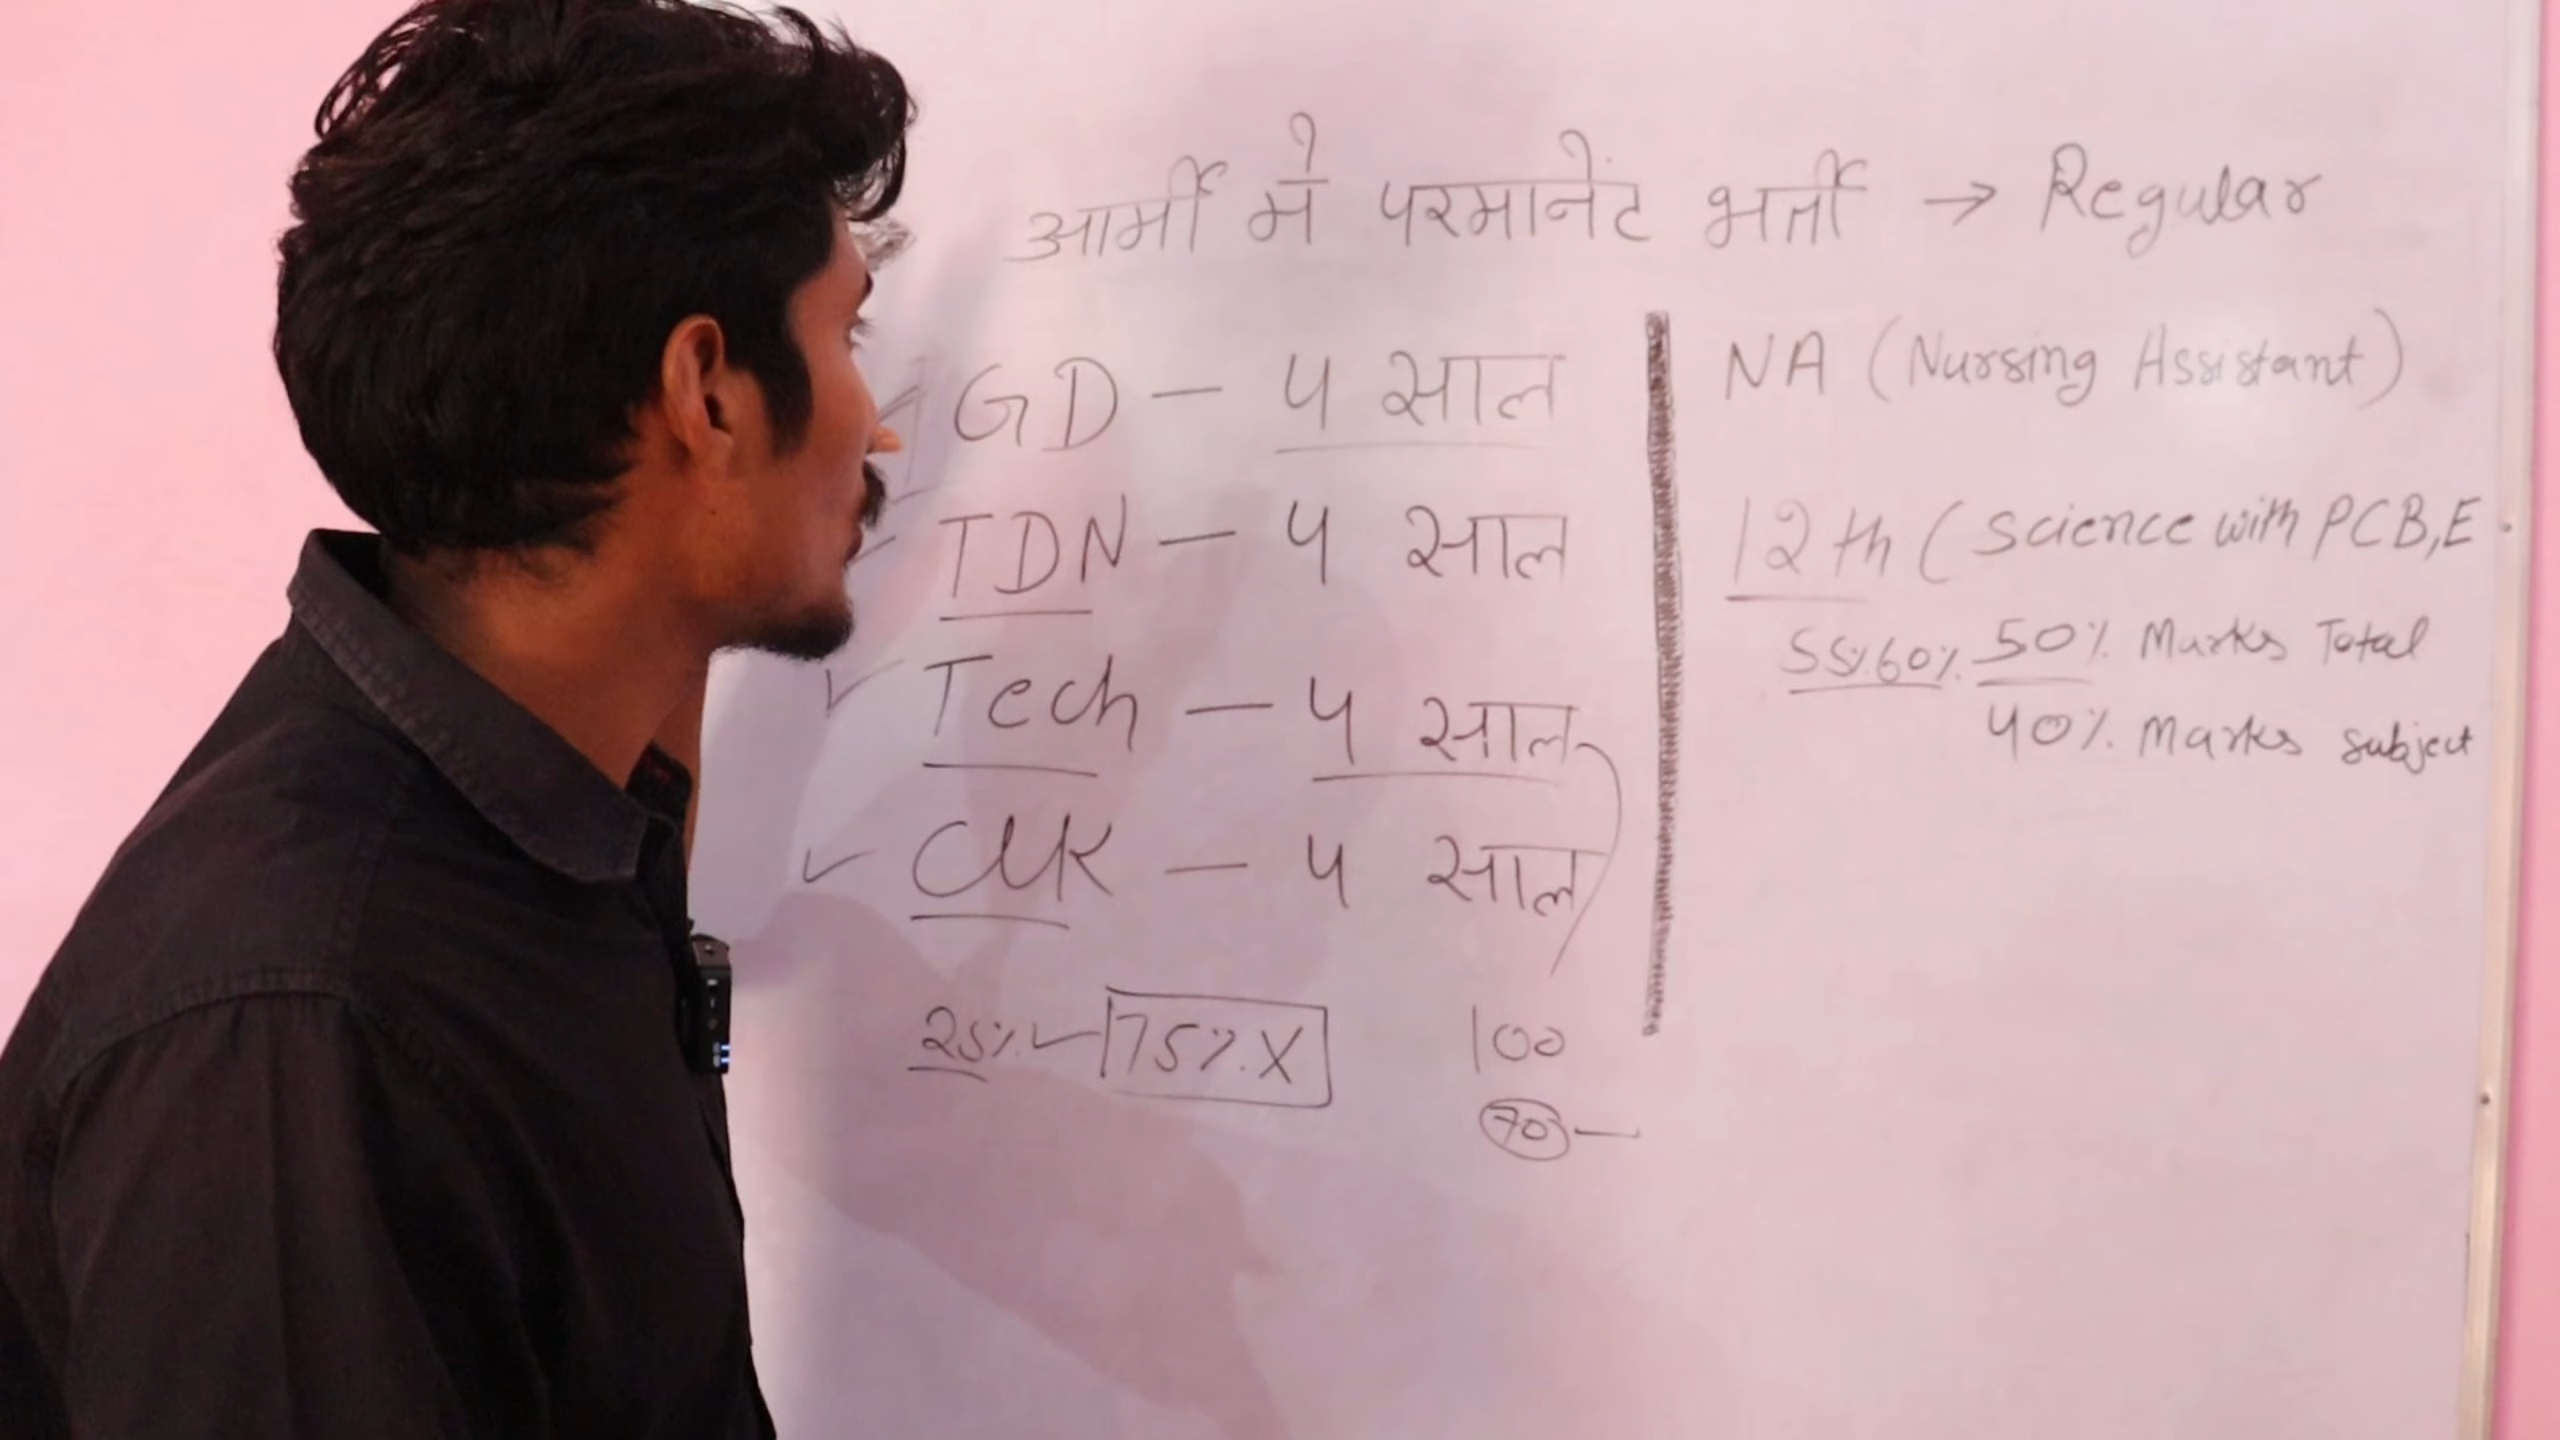 आर्मी में परमानेंट भर्ती → Regular
GD – 4 साल
TDN – 4 साल
Tech – 4 साल
Clk – 4 साल
25% ✓ 75% X
100
70 –
NA (Nursing Assistant)
12th (Science with PCB,E
55% 60% 50% Marks Total
40% Marks subject